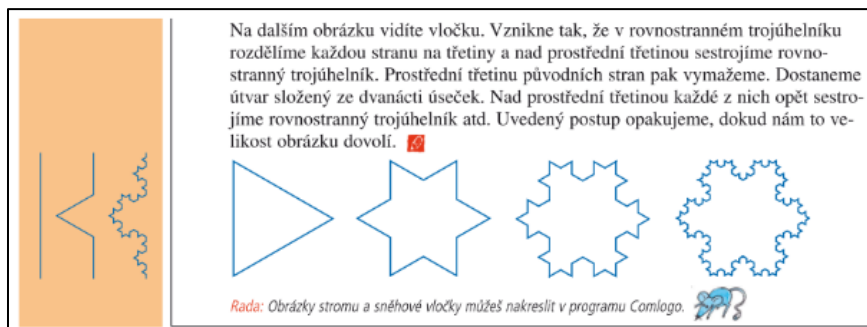 Na dalším obrázku vidíte vločku. Vznikne tak, že v rovnostranném trojúhelníku
rozdělíme každou stranu na třetiny a nad prostřední třetinou sestrojíme rovno-
stranný trojúhelník. Prostřední třetinu původních stran pak vymažeme. Dostaneme
útvar složený ze dvanácti úseček. Nad prostřední třetinou každé z nich opět sestro-
jíme rovnostranný trojúhelník atd. Uvedený postup opakujeme, dokud nám to ve-
likost obrázku dovolí.
Rada: Obrázky stromu a sněhové vločky můžeš nakreslit v programu Comlogo.